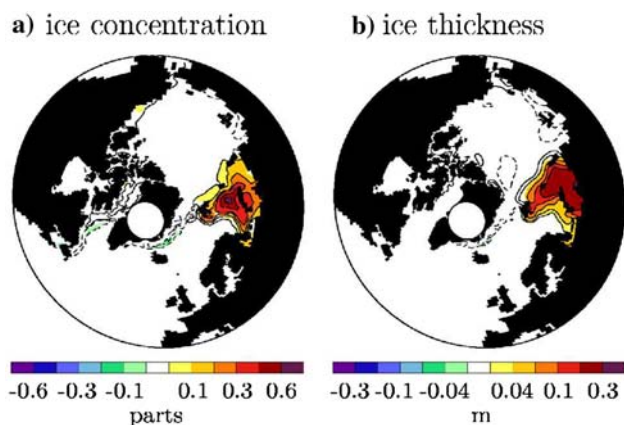 a) ice concentration
b) ice thickness
-0.6 -0.3 -0.1 0.1 0.3 0.6
parts
-0.3 -0.1 -0.04 0.04 0.1 0.3
m